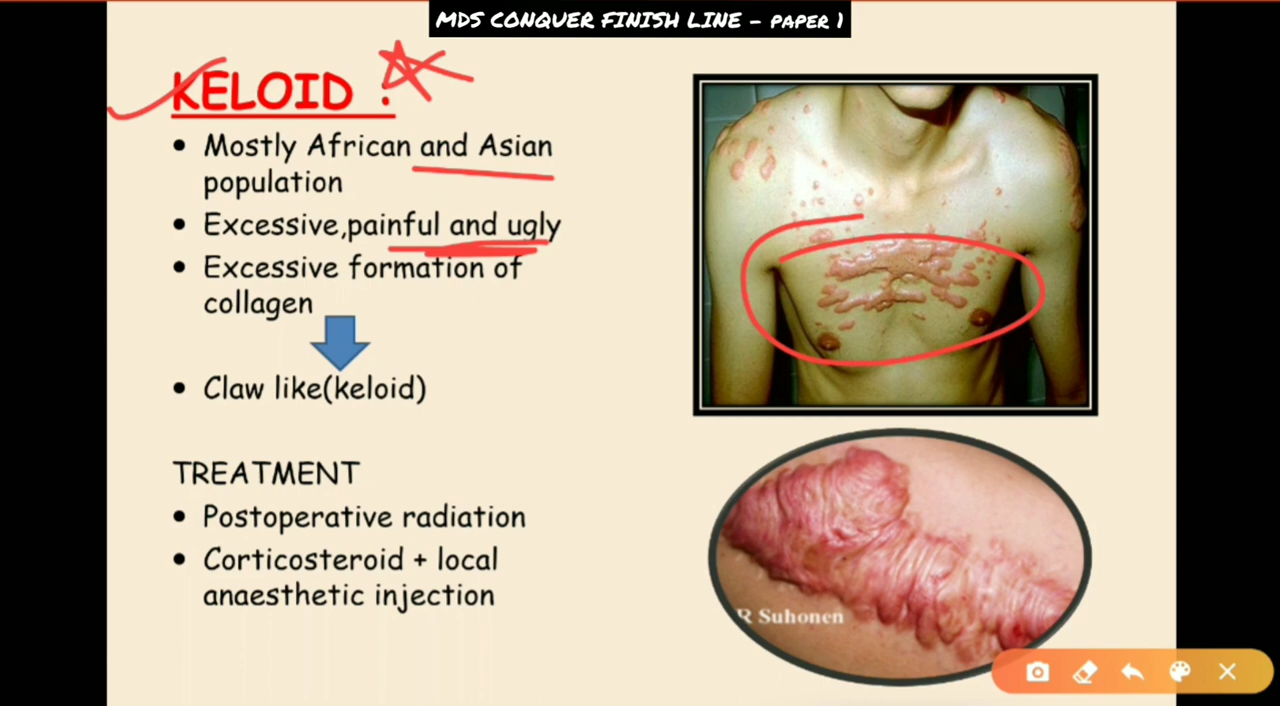 MDS CONQUER FINISH LINE - PAPER 1
KELOID :
• Mostly African and Asian
population
• Excessive,painful and ugly
• Excessive formation of
collagen
• Claw like(keloid)
TREATMENT
• Postoperative radiation
• Corticosteroid + local
anaesthetic injection
R Suhonen